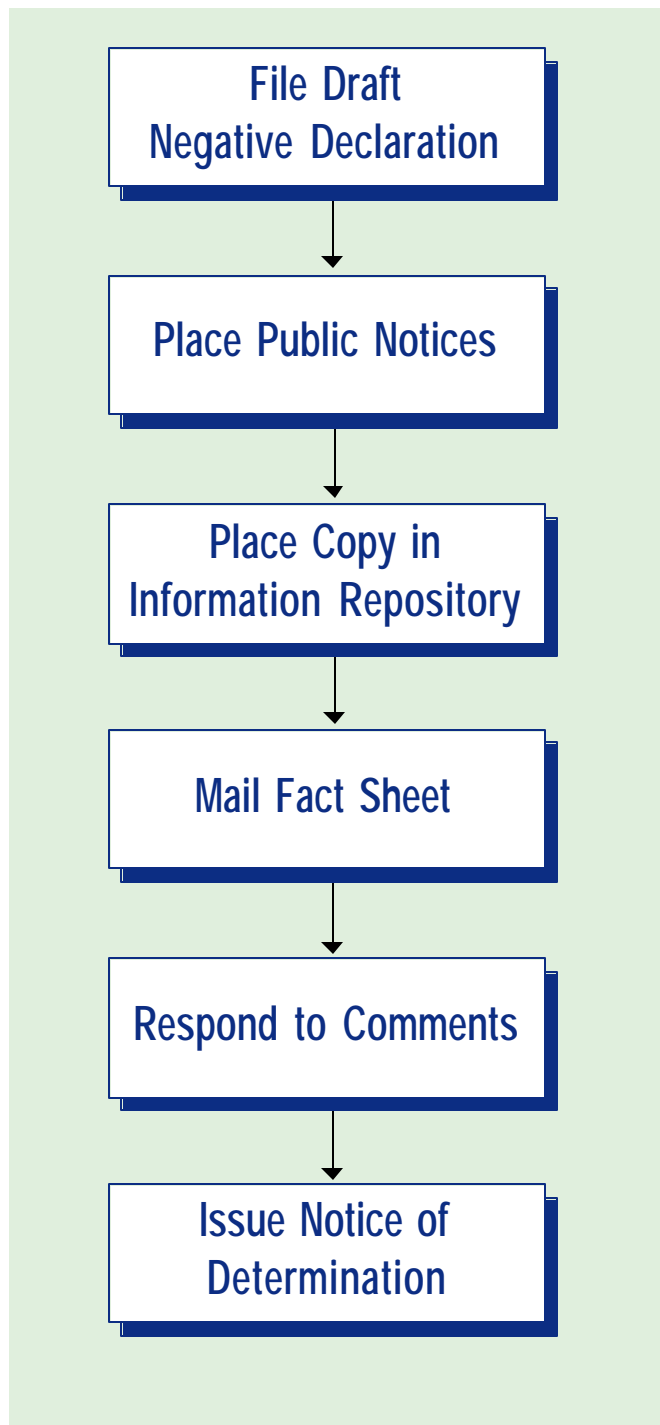 File Draft
Negative Declaration
Place Public Notices
Place Copy in
Information Repository
Mail Fact Sheet
Respond to Comments
Issue Notice of
Determination